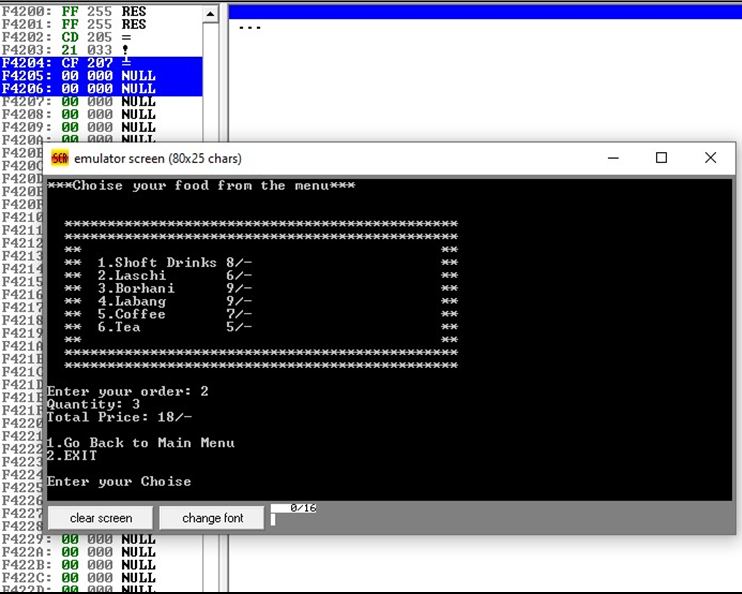 F4200: FF 255 RES
F4201: FF 255 RES
F4202: CD 205 =
F4203: 21 033 !
F4204: CF 207 ╧
F4205: 00 000 NULL
F4206: 00 000 NULL
F4207: 00 000 NULL
F4208: 00 000 NULL
F4209: 00 000 NULL
F420A: 00 000 NULL
F420B
F420C
F420D
F420E
F420F
F4210
F4211
F4212
F4213
F4214
F4215
F4216
F4217
F4218
F4219
F421A
F421B
F421C
F421D
F421E
F421F
F4220
F4221
F4222
F4223
F4224
F4225
F4226
F4227
F4228
F4229: 00 000 NULL
F422A: 00 000 NULL
F422B: 00 000 NULL
F422C: 00 000 NULL
F422D: 00 000 NULL
...
SCR emulator screen (80x25 chars)
***Choise your food from the menu***
**********************************************
**********************************************
** **
** 1.Shoft Drinks 8/- **
** 2.Laschi 6/- **
** 3.Borhani 9/- **
** 4.Labang 9/- **
** 5.Coffee 7/- **
** 6.Tea 5/- **
** **
**********************************************
**********************************************
Enter your order: 2
Quantity: 3
Total Price: 18/-
1.Go Back to Main Menu
2.EXIT
Enter your Choise
clear screen change font 0/16